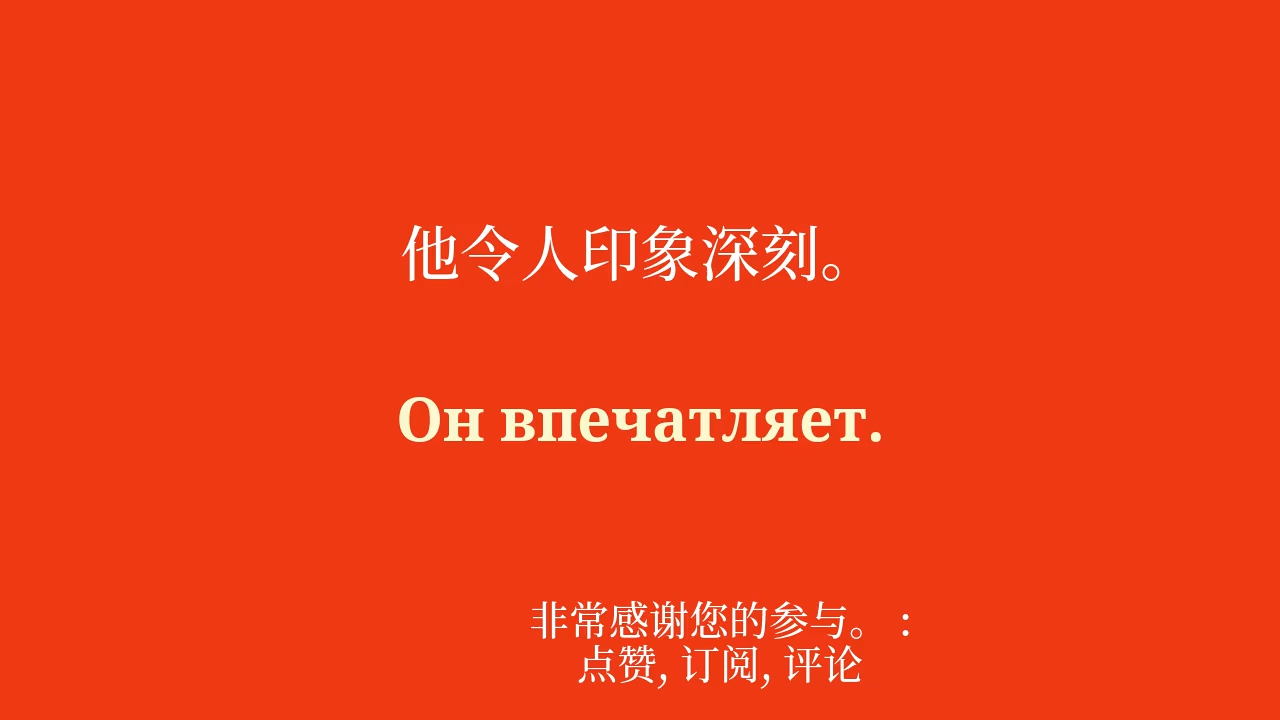 他令人印象深刻。
Он впечатляет.
非常感谢您的参与。 :
点赞, 订阅, 评论